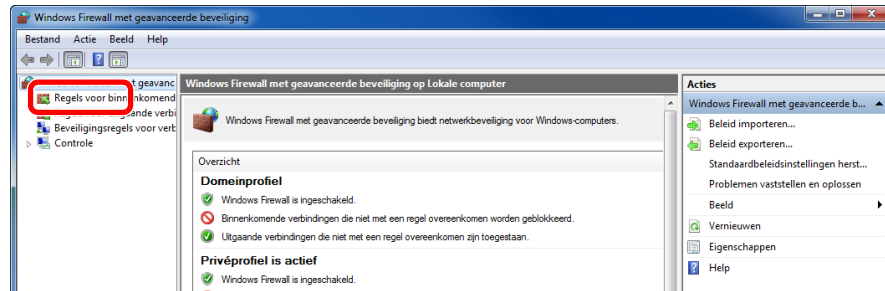 Windows Firewall met geavanceerde beveiliging
Bestand Actie Beeld Help
t geavanc
Regels voor binnenkomend
ande verbi
Beveiligingsregels voor verb
Controle
Windows Firewall met geavanceerde beveiliging op Lokale computer
Windows Firewall met geavanceerde beveiliging biedt netwerkbeveiliging voor Windows-computers.
Overzicht
Domeinprofiel
Windows Firewall is ingeschakeld.
Binnenkomende verbindingen die niet met een regel overeenkomen worden geblokkeerd.
Uitgaande verbindingen die niet met een regel overeenkomen zijn toegestaan.
Privéprofiel is actief
Windows Firewall is ingeschakeld.
Acties
Windows Firewall met geavanceerde b...
Beleid importeren...
Beleid exporteren...
Standaardbeleidsinstellingen herst...
Problemen vaststellen en oplossen
Beeld
Vernieuwen
Eigenschappen
Help